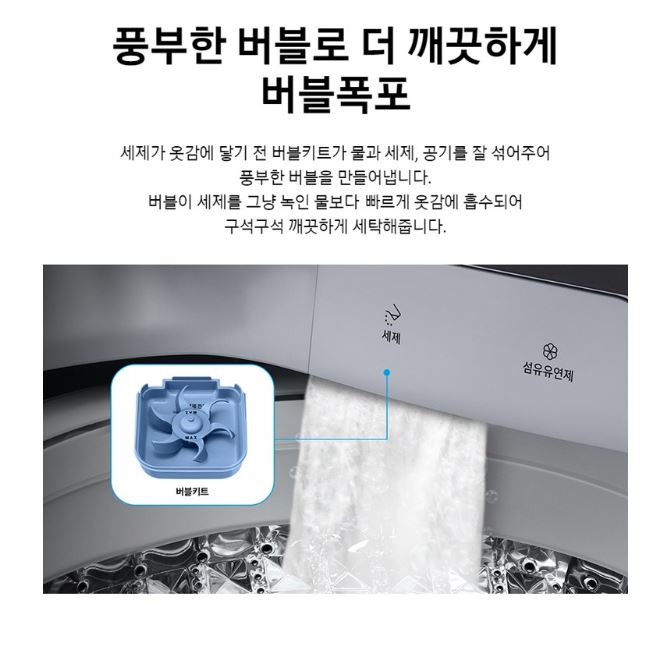 풍부한 버블로 더 깨끗하게
버블폭포
세제가 옷감에 닿기 전 버블키트가 물과 세제, 공기를 잘 섞어주어
풍부한 버블을 만들어냅니다.
버블이 세제를 그냥 녹인 물보다 빠르게 옷감에 흡수되어
구석구석 깨끗하게 세탁해줍니다.
세제
섬유유연제
MAX
버블키트